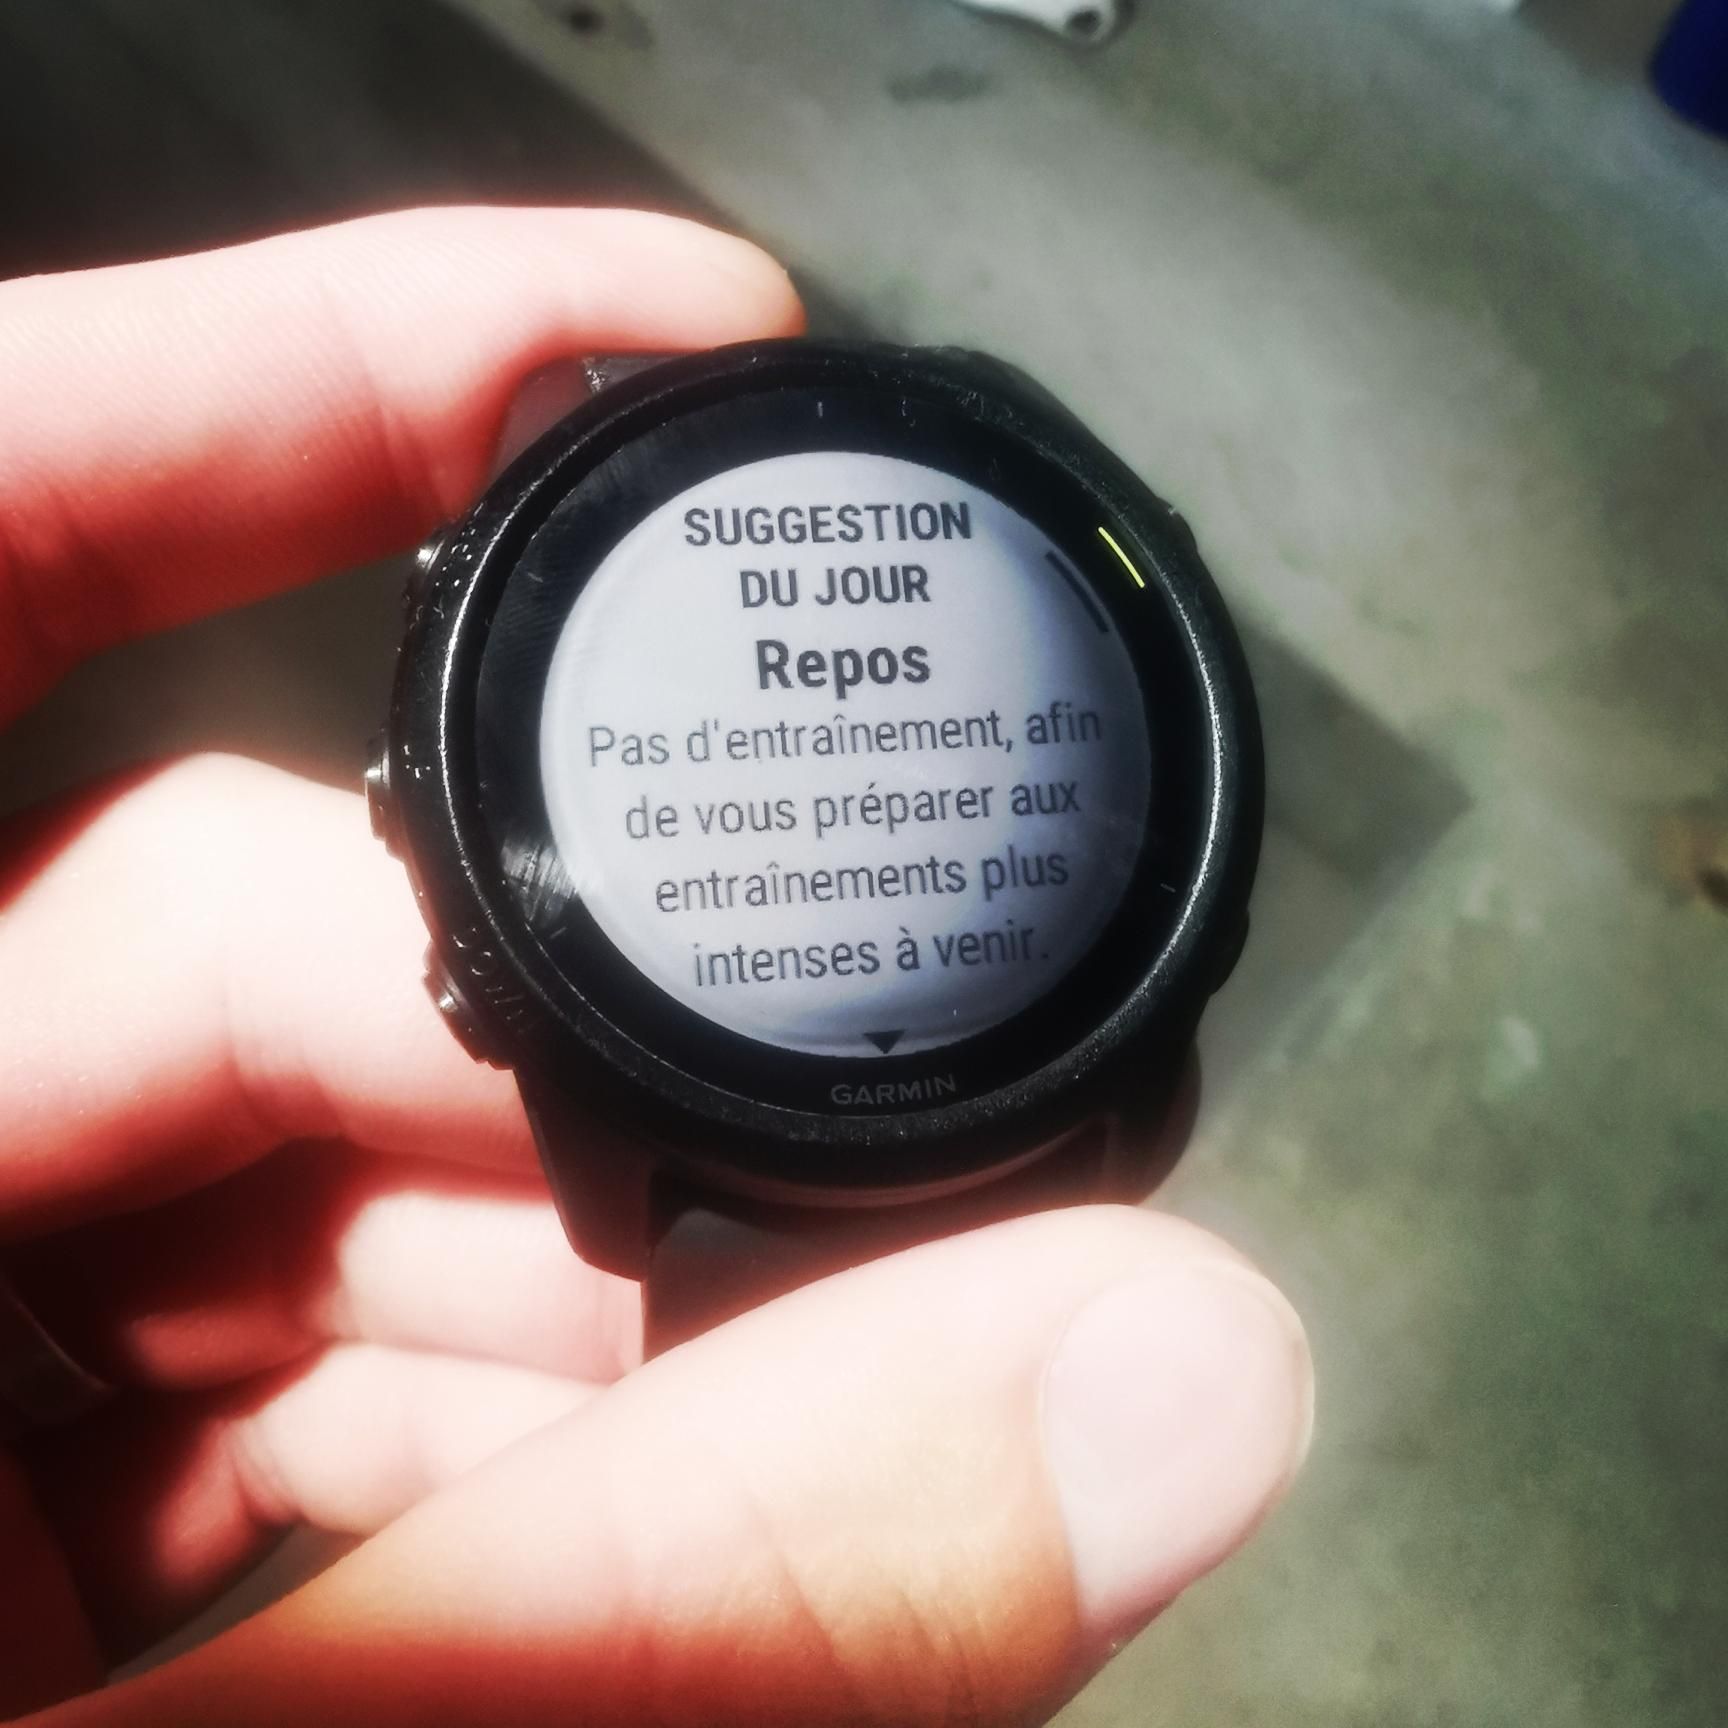 SUGGESTION
DU JOUR
Repos
Pas d'entraînement, afin
de vous préparer aux
entraînements plus
intenses à venir.
GARMIN